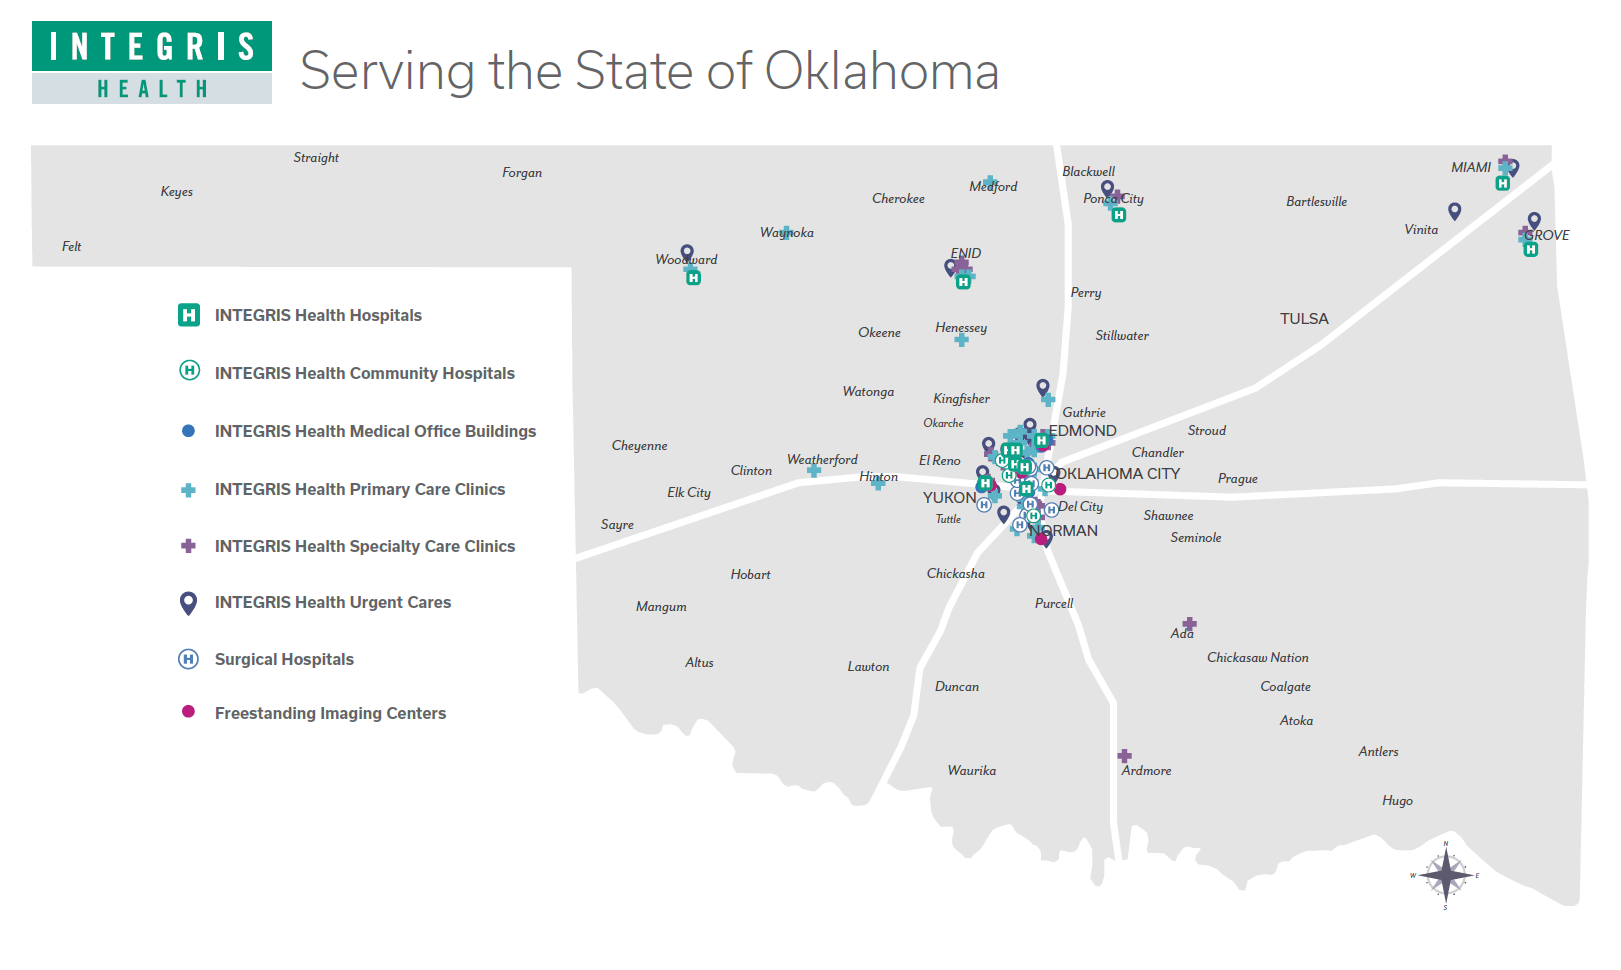 INTEGRIS
HEALTH
Serving the State of Oklahoma
Straight
Forgan
Keyes
Felt
Blackwell
Medford
Cherokee
Ponca City
Bartlesville
MIAMI
Vinita
GROVE
Waynoka
Woodward
ENID
Perry
TULSA
Okeene
Henessey
Stillwater
Watonga
Kingfisher
Guthrie
Okarche
EDMOND
Stroud
Cheyenne
Chandler
Weatherford
El Reno
Clinton
Hinton
OKLAHOMA CITY
Prague
Elk City
YUKON
Del City
Sayre
Tuttle
Shawnee
NORMAN
Seminole
Hobart
Chickasha
Mangum
Purcell
Ada
Altus
Lawton
Chickasaw Nation
Duncan
Coalgate
Atoka
Antlers
Waurika
Ardmore
Hugo
INTEGRIS Health Hospitals
INTEGRIS Health Community Hospitals
INTEGRIS Health Medical Office Buildings
INTEGRIS Health Primary Care Clinics
INTEGRIS Health Specialty Care Clinics
INTEGRIS Health Urgent Cares
Surgical Hospitals
Freestanding Imaging Centers
N
W
E
S